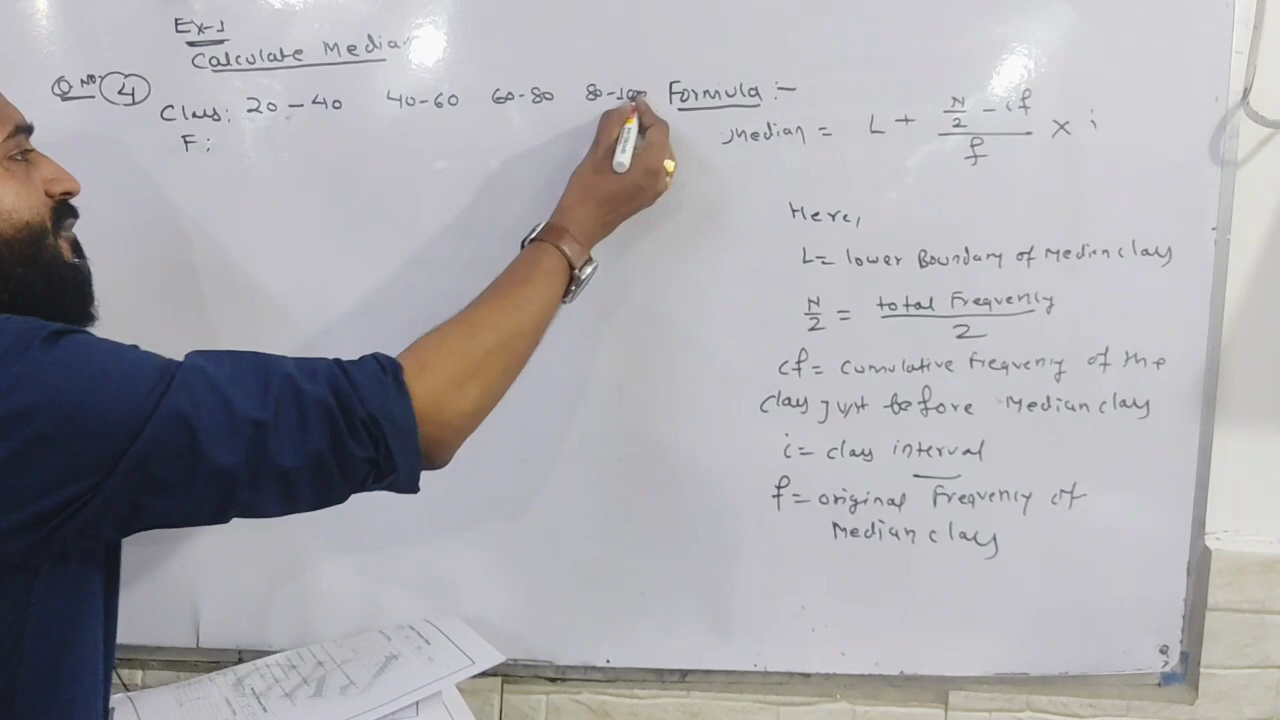 Ex-1
Calculate Media
Q NO: 4
Class: 20-40 40-60 60-80 80-100
F:
Formula :-
Median = L + N/2 - cf / f × i
Here,
L = lower Boundary of Median class
N/2 = total Frequency / 2
cf = cumulative frequency of the
class just before Median class
i = class interval
f = original Frequency of
Median class